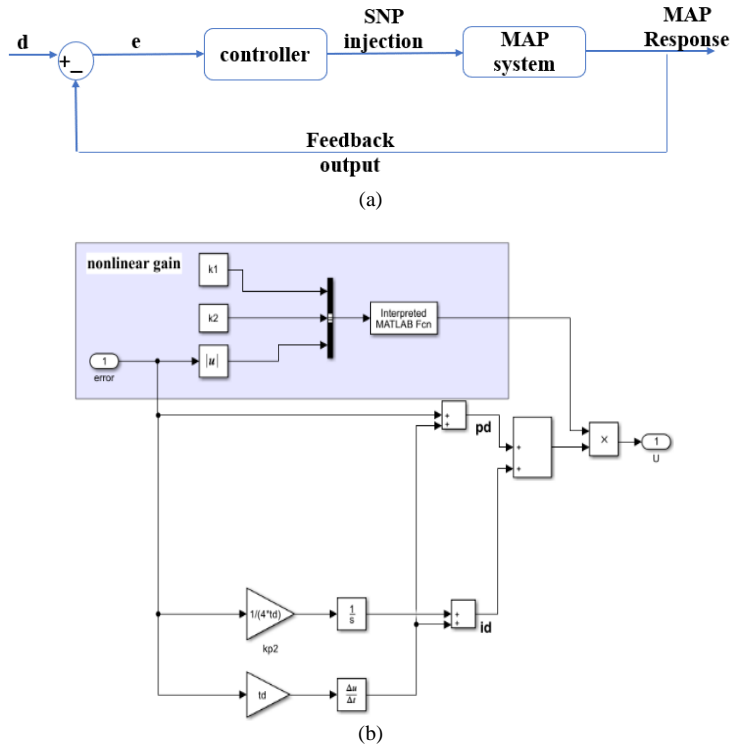 d
e
+
−
controller
SNP
injection
MAP
system
MAP
Response
Feedback
output
(a)
nonlinear gain
k1
k2
|u|
1
error
Interpreted
MATLAB Fcn
+
+
pd
+
+
×
1
U
1/(4*td)
kp2
1
s
+
+
id
td
Δu
Δt
(b)